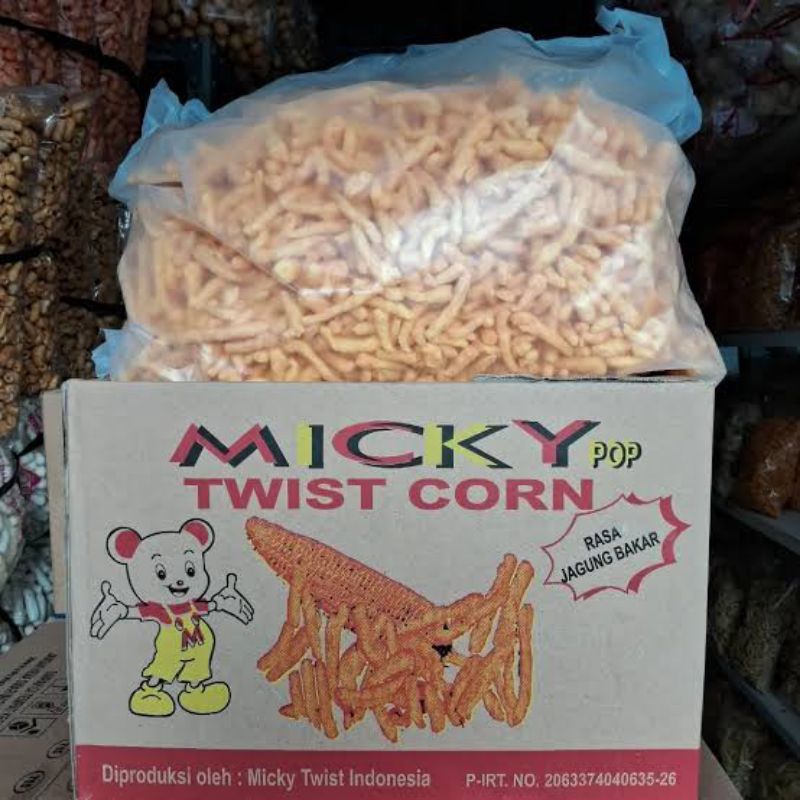 MICKY POP
TWIST CORN
RASA
JAGUNG BAKAR
M
Diproduksi oleh : Micky Twist Indonesia
P-IRT. NO. 2063374040635-26